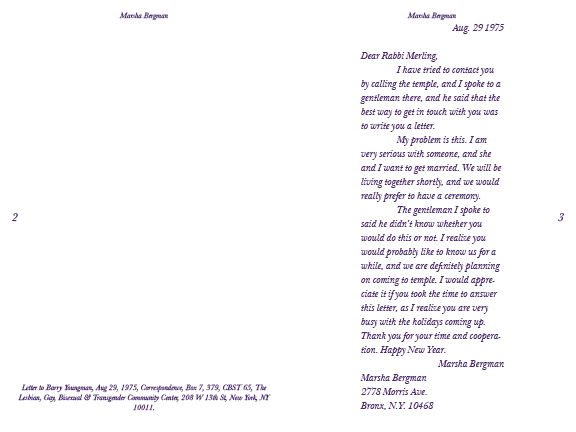 Marsha Bergman
2
Letter to Barry Youngman, Aug 29, 1975, Correspondence, Box 7, 379, CBST 65, The
Lesbian, Gay, Bisexual & Transgender Community Center, 208 W 13th St, New York, NY
10011.
Marsha Bergman
Aug. 29 1975
Dear Rabbi Merling,
I have tried to contact you
by calling the temple, and I spoke to a
gentleman there, and he said that the
best way to get in touch with you was
to write you a letter.
My problem is this. I am
very serious with someone, and she
and I want to get married. We will be
living together shortly, and we would
really prefer to have a ceremony.
The gentleman I spoke to
said he didn't know whether you
would do this or not. I realize you
would probably like to know us for a
while, and we are definitely planning
on coming to temple. I would appre-
ciate it if you took the time to answer
this letter, as I realize you are very
busy with the holidays coming up.
Thank you for your time and coopera-
tion. Happy New Year.
Marsha Bergman
Marsha Bergman
2778 Morris Ave.
Bronx, N.Y. 10468
3